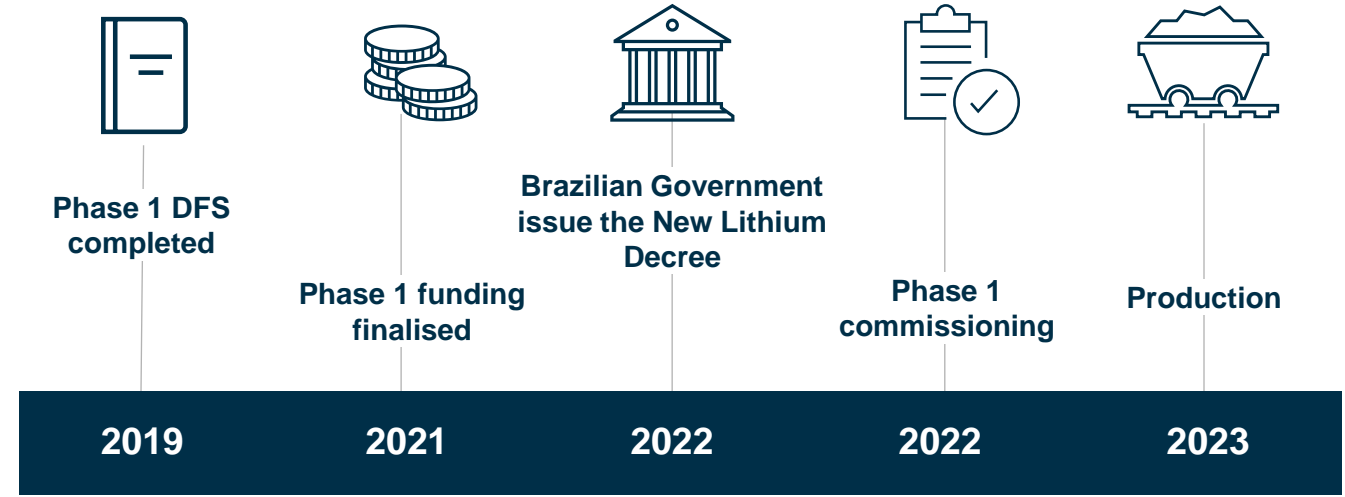 Phase 1 DFS
completed
Phase 1 funding
finalised
Brazilian Government
issue the New Lithium
Decree
Phase 1
commissioning
Production
2019
2021
2022
2022
2023